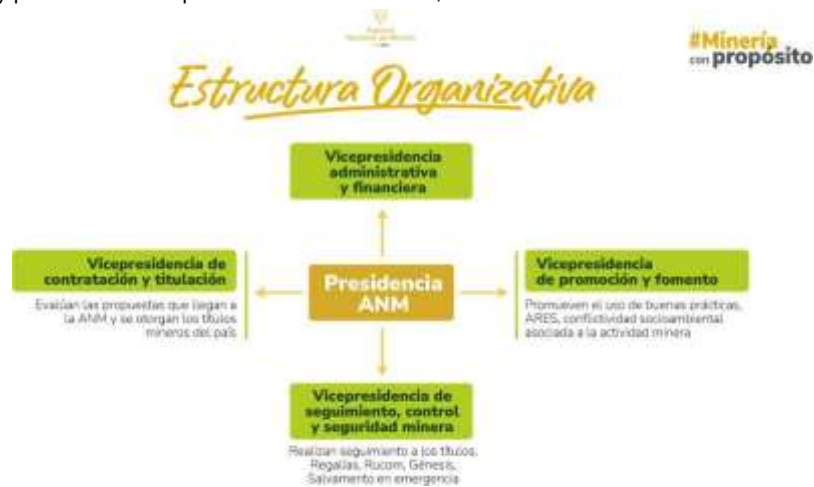 #Minería
con propósito
Estructura Organizativa
Vicepresidencia
administrativa
y financiera
Vicepresidencia de
contratación y titulación
Evalúan las propuestas que llegan a
la ANM y se otorgan los títulos
mineros del país
Presidencia
ANM
Vicepresidencia
de promoción y fomento
Promueven el uso de buenas prácticas,
ARES, conflictividad socioambiental
asociada a la actividad minera
Vicepresidencia de
seguimiento, control
y seguridad minera
Realizan seguimiento a los títulos,
Regalías, Rucom, Génesis,
Salvamento en emergencia